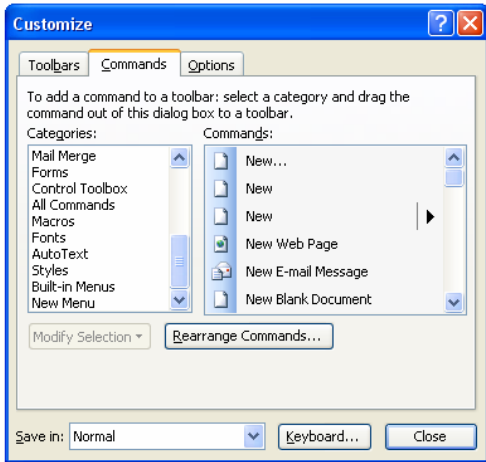 Customize
Toolbars Commands Options
To add a command to a toolbar: select a category and drag the
command out of this dialog box to a toolbar.
Categories: Commands:
Mail Merge
Forms
Control Toolbox
All Commands
Macros
Fonts
AutoText
Styles
Built-in Menus
New Menu
New...
New
New
New Web Page
New E-mail Message
New Blank Document
Modify Selection Rearrange Commands...
Save in: Normal Keyboard... Close